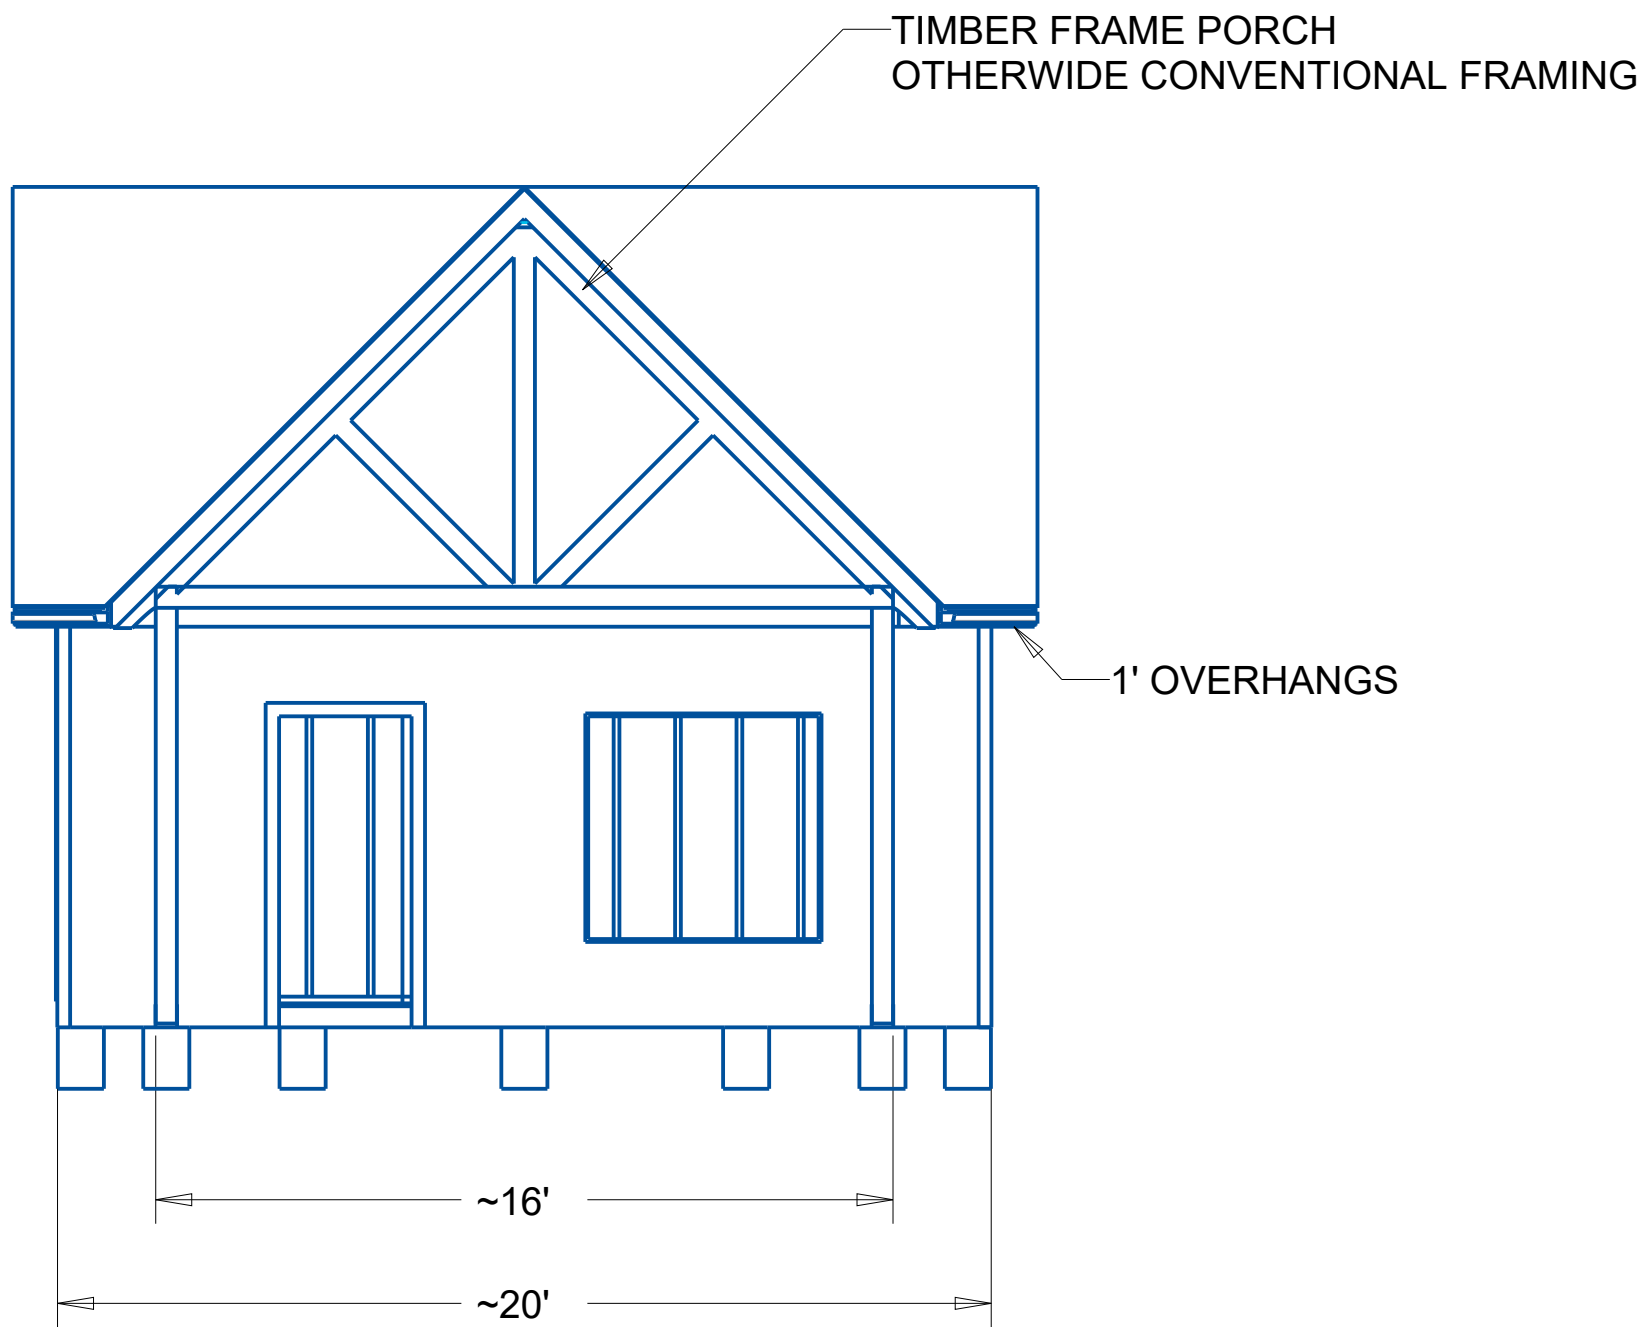 TIMBER FRAME PORCH
OTHERWIDE CONVENTIONAL FRAMING
1' OVERHANGS
~16'
~20'